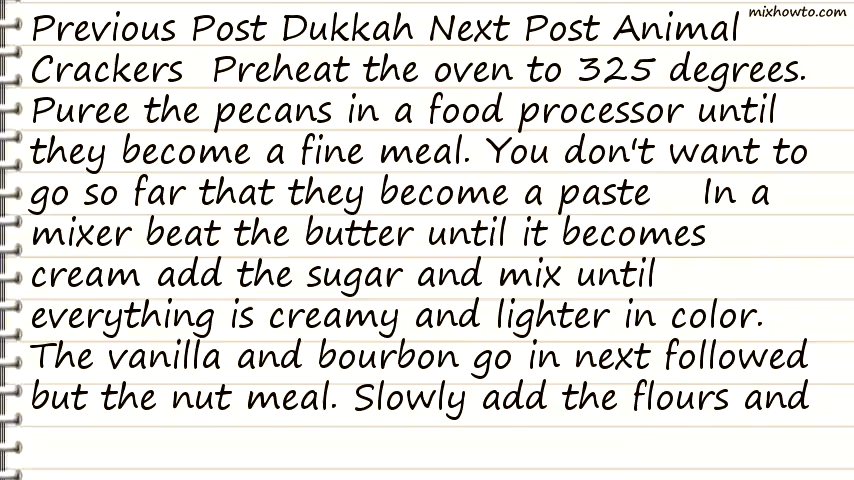 mixhowto.com
Previous Post Dukkah Next Post Animal
Crackers  Preheat the oven to 325 degrees.
Puree the pecans in a food processor until
they become a fine meal. You don't want to
go so far that they become a paste    In a
mixer beat the butter until it becomes
cream add the sugar and mix until
everything is creamy and lighter in color.
The vanilla and bourbon go in next followed
but the nut meal. Slowly add the flours and